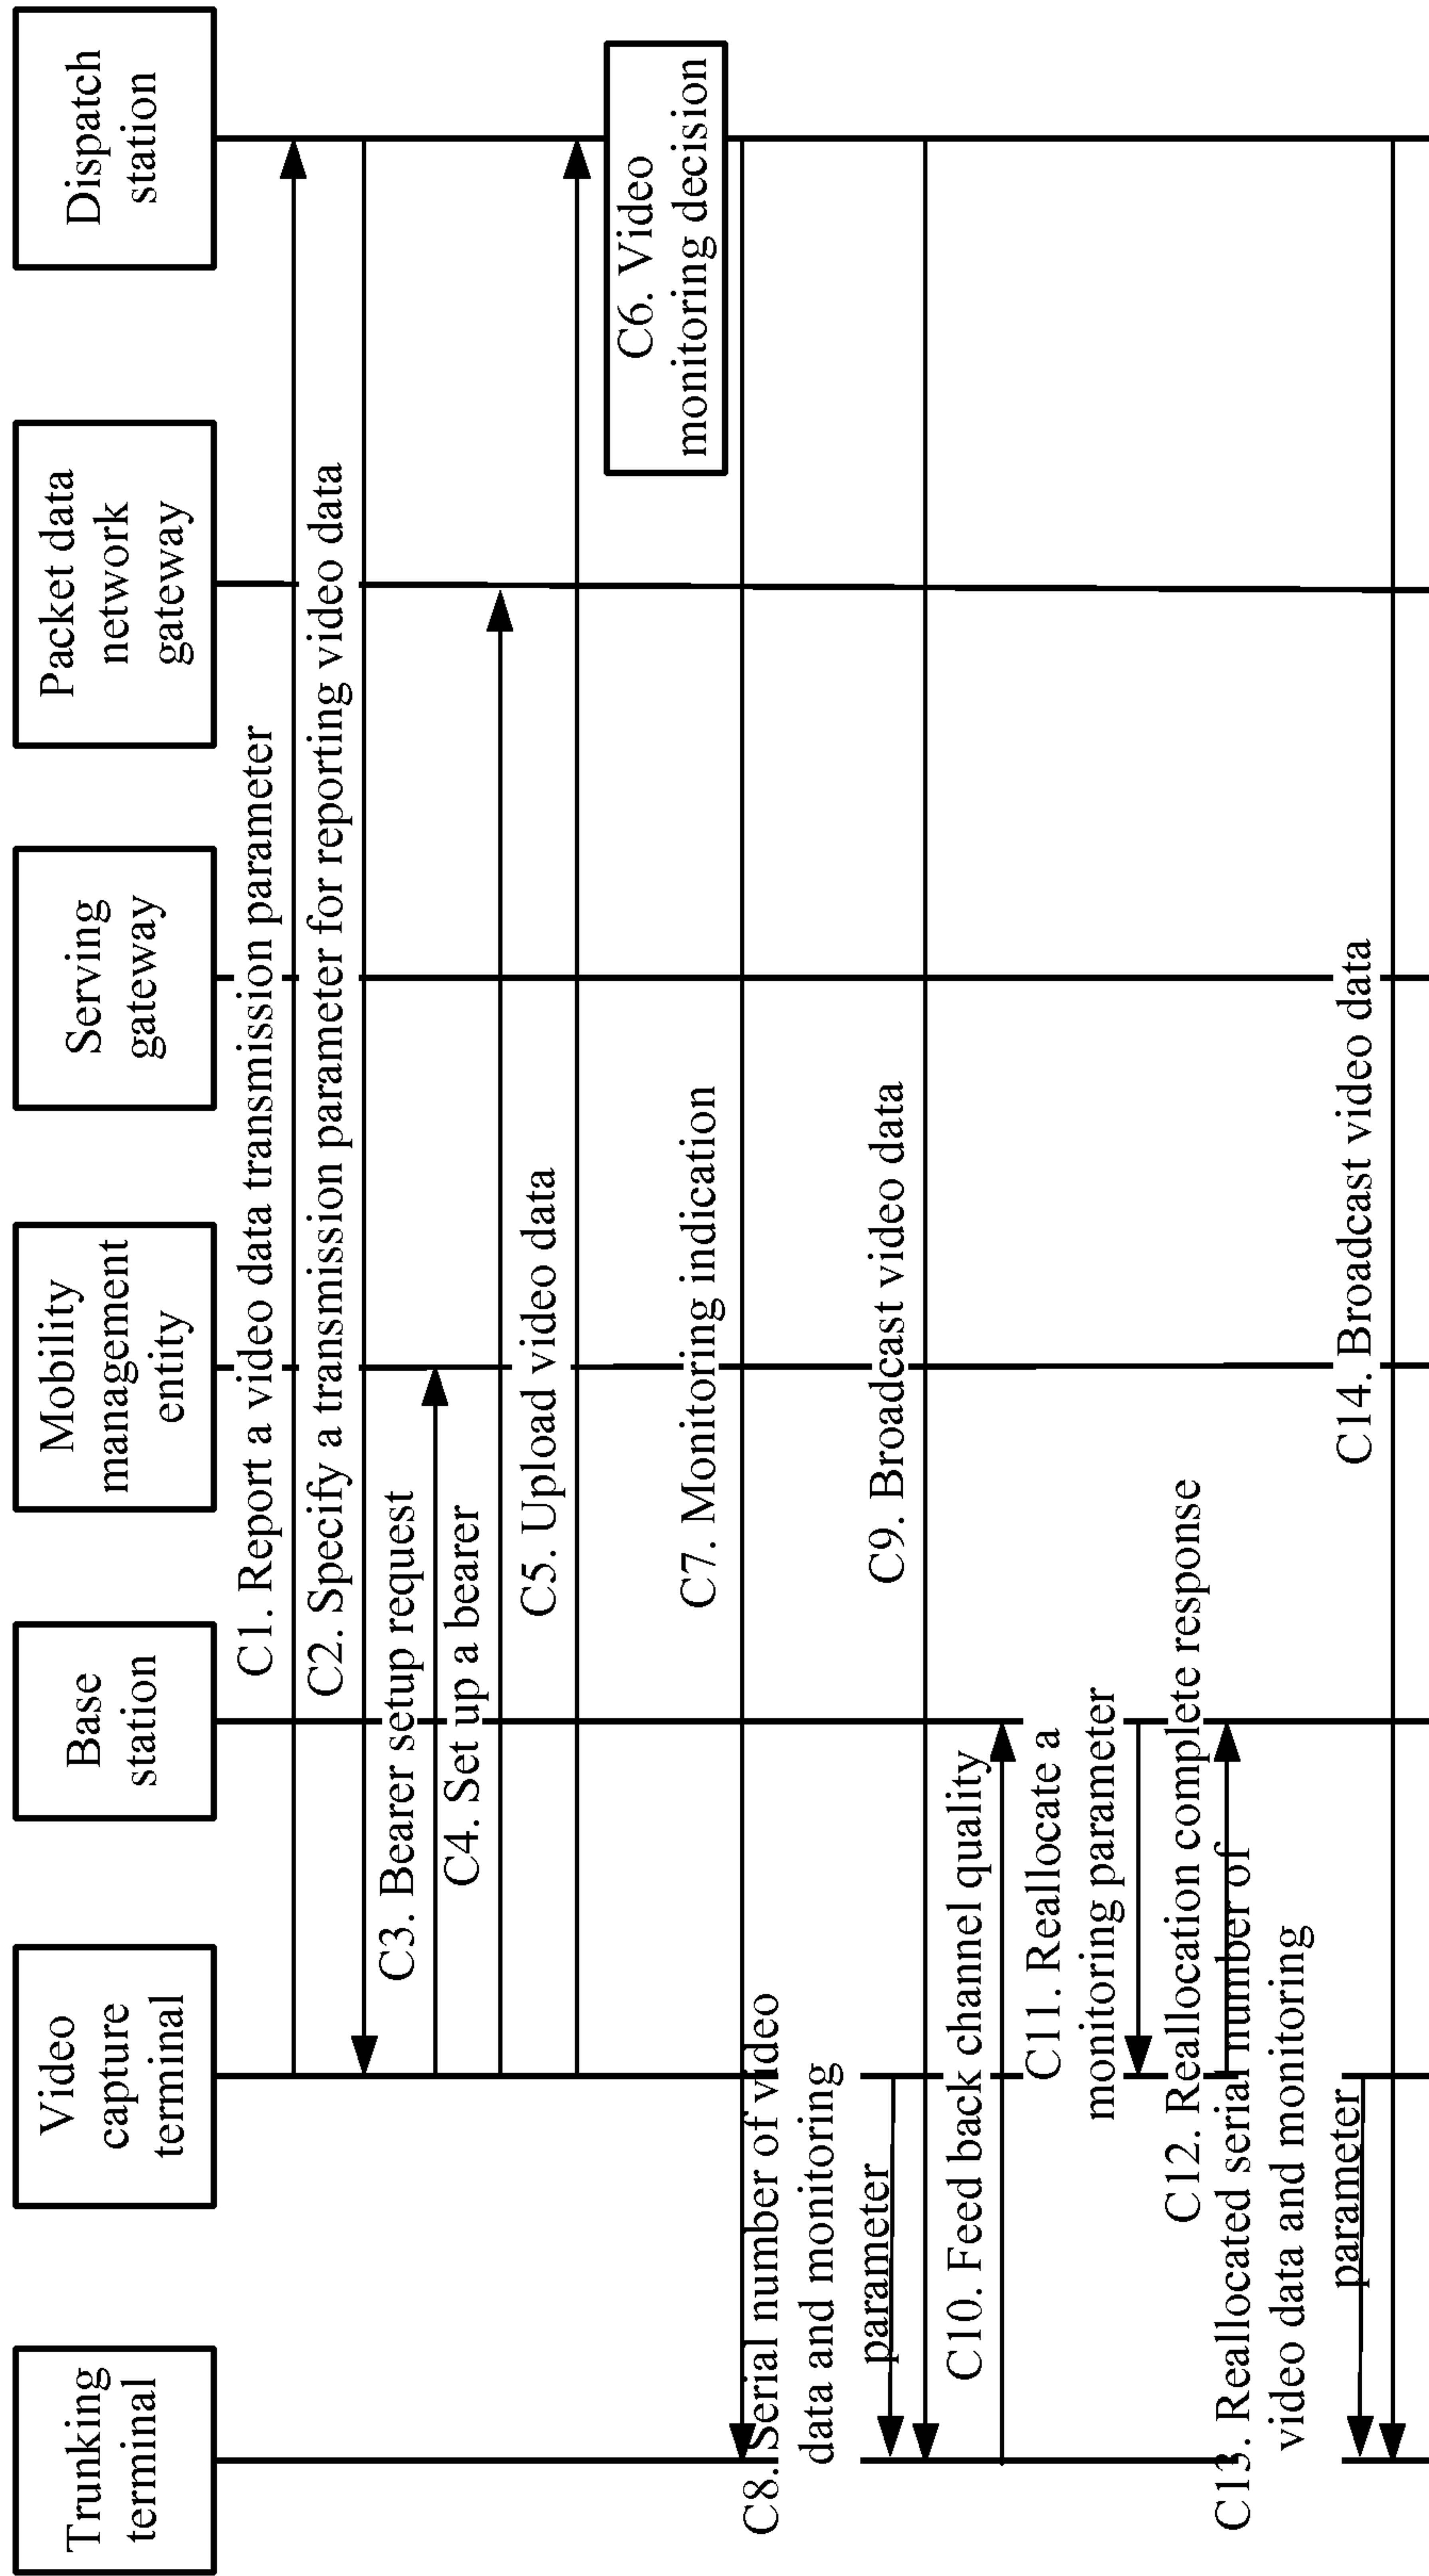 Trunking
terminal
Video
capture
terminal
Base
station
Mobility
management
entity
Serving
gateway
Packet data
network
gateway
Dispatch
station
C1. Report a video data transmission parameter
C2. Specify a transmission parameter for reporting video data
C3. Bearer setup request
C4. Set up a bearer
C5. Upload video data
C6. Video
monitoring decision
C7. Monitoring indication
C8. Serial number of video
data and monitoring
parameter
C9. Broadcast video data
C10. Feed back channel quality
C11. Reallocate a
monitoring parameter
C12. Reallocation complete response
C13. Reallocated serial number of
video data and monitoring
parameter
C14. Broadcast video data